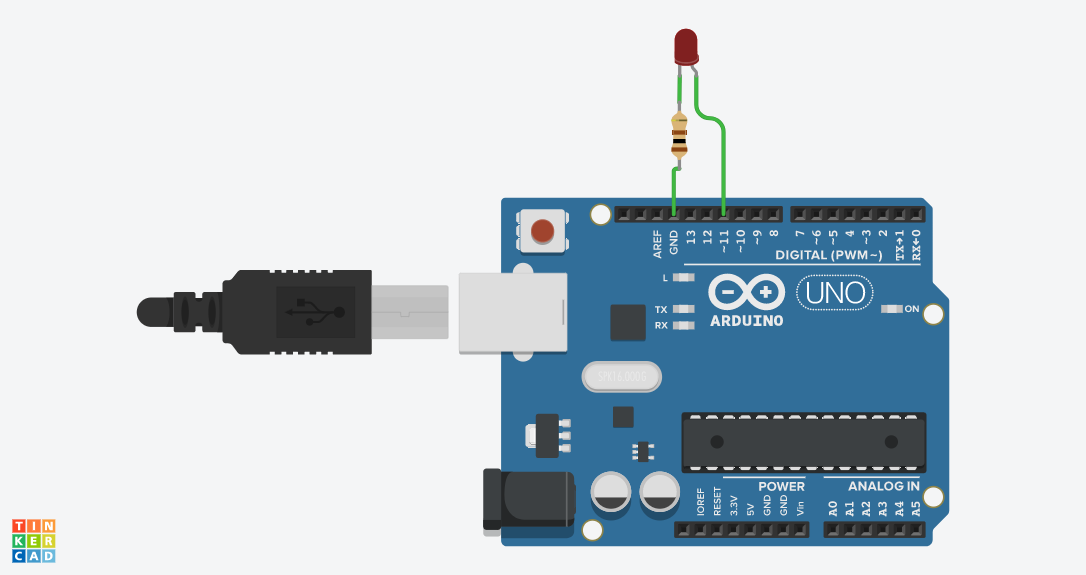 AREF
GND
13
12
~11
~10
~9
8
7
~6
~5
4
~3
2
TX→1
RX←0
DIGITAL (PWM~)
L
TX
RX
UNO
ARDUINO
ON
SPK16.000G
POWER
ANALOG IN
IOREF
RESET
3.3V
5V
GND
GND
Vin
A0
A1
A2
A3
A4
A5
TIN
KER
CAD